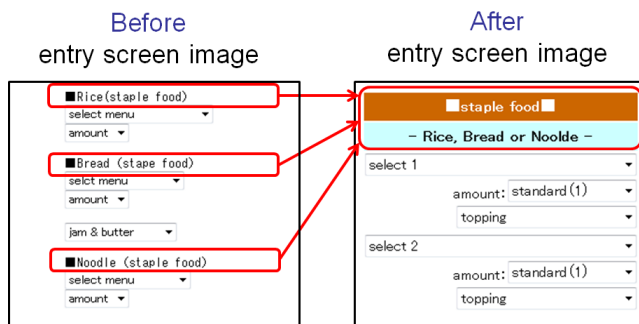 Before
entry screen image
■Rice(staple food)
select menu
amount
■Bread (stape food)
selct menu
amount
jam & butter
■Noodle (staple food)
select menu
amount
After
entry screen image
■staple food■
– Rice, Bread or Noolde –
select 1
amount: standard(1)
topping
select 2
amount: standard(1)
topping